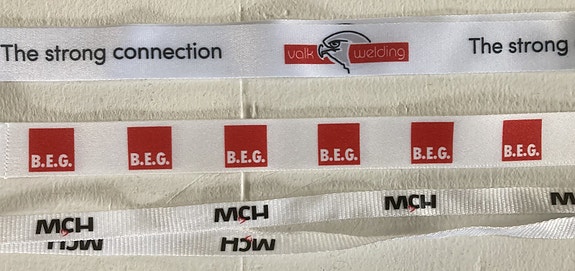 The strong connection valk welding The strong
B.E.G. B.E.G. B.E.G. B.E.G. B.E.G. B.E.G.
MCH MCH MCH M
MCH MCH